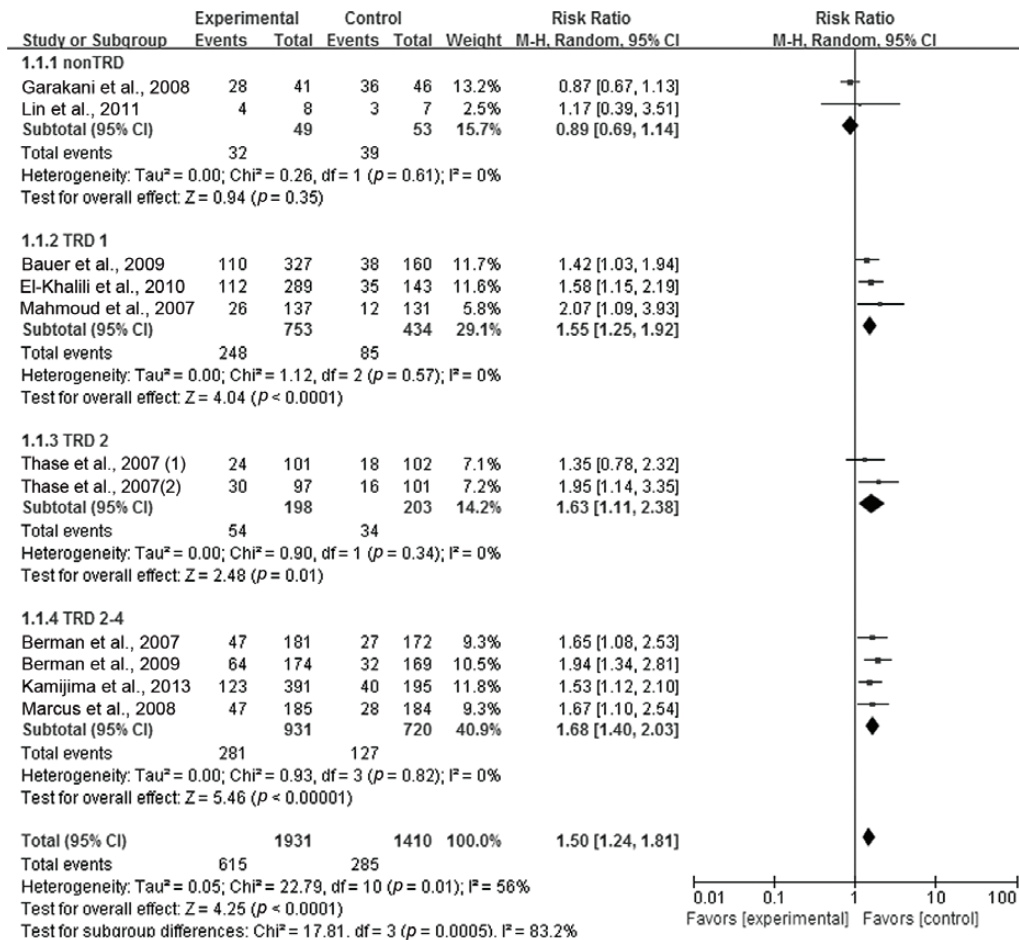 Experimental Control Risk Ratio Risk Ratio
Study or Subgroup Events Total Events Total Weight M-H, Random, 95% CI M-H, Random, 95% CI
1.1.1 nonTRD
Garakani et al., 2008 28 41 36 46 13.2% 0.87 [0.67, 1.13]
Lin et al., 2011 4 8 3 7 2.5% 1.17 [0.39, 3.51]
Subtotal (95% CI) 49 53 15.7% 0.89 [0.69, 1.14]
Total events 32 39
Heterogeneity: Tau² = 0.00; Chi² = 0.26, df = 1 (p = 0.61); I² = 0%
Test for overall effect: Z = 0.94 (p = 0.35)
1.1.2 TRD 1
Bauer et al., 2009 110 327 38 160 11.7% 1.42 [1.03, 1.94]
El-Khalili et al., 2010 112 289 35 143 11.6% 1.58 [1.15, 2.19]
Mahmoud et al., 2007 26 137 12 131 5.8% 2.07 [1.09, 3.93]
Subtotal (95% CI) 753 434 29.1% 1.55 [1.25, 1.92]
Total events 248 85
Heterogeneity: Tau² = 0.00; Chi² = 1.12, df = 2 (p = 0.57); I² = 0%
Test for overall effect: Z = 4.04 (p < 0.0001)
1.1.3 TRD 2
Thase et al., 2007 (1) 24 101 18 102 7.1% 1.35 [0.78, 2.32]
Thase et al., 2007(2) 30 97 16 101 7.2% 1.95 [1.14, 3.35]
Subtotal (95% CI) 198 203 14.2% 1.63 [1.11, 2.38]
Total events 54 34
Heterogeneity: Tau² = 0.00; Chi² = 0.90, df = 1 (p = 0.34); I² = 0%
Test for overall effect: Z = 2.48 (p = 0.01)
1.1.4 TRD 2-4
Berman et al., 2007 47 181 27 172 9.3% 1.65 [1.08, 2.53]
Berman et al., 2009 64 174 32 169 10.5% 1.94 [1.34, 2.81]
Kamijima et al., 2013 123 391 40 195 11.8% 1.53 [1.12, 2.10]
Marcus et al., 2008 47 185 28 184 9.3% 1.67 [1.10, 2.54]
Subtotal (95% CI) 931 720 40.9% 1.68 [1.40, 2.03]
Total events 281 127
Heterogeneity: Tau² = 0.00; Chi² = 0.93, df = 3 (p = 0.82); I² = 0%
Test for overall effect: Z = 5.46 (p < 0.00001)
Total (95% CI) 1931 1410 100.0% 1.50 [1.24, 1.81]
Total events 615 285
Heterogeneity: Tau² = 0.05; Chi² = 22.79, df = 10 (p = 0.01); I² = 56%
Test for overall effect: Z = 4.25 (p < 0.0001)
Test for subgroup differences: Chi² = 17.81. df = 3 (p = 0.0005). I² = 83.2%
0.01 0.1 1 10 100
Favors [experimental] Favors [control]